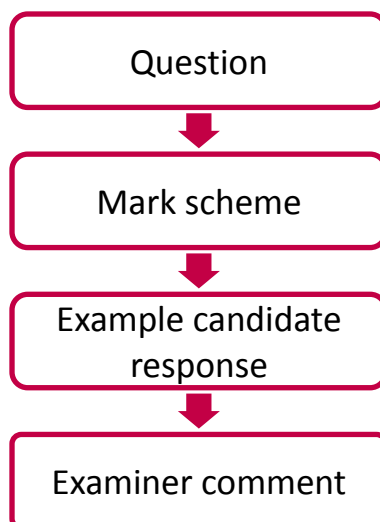 Question
Mark scheme
Example candidate
response
Examiner comment